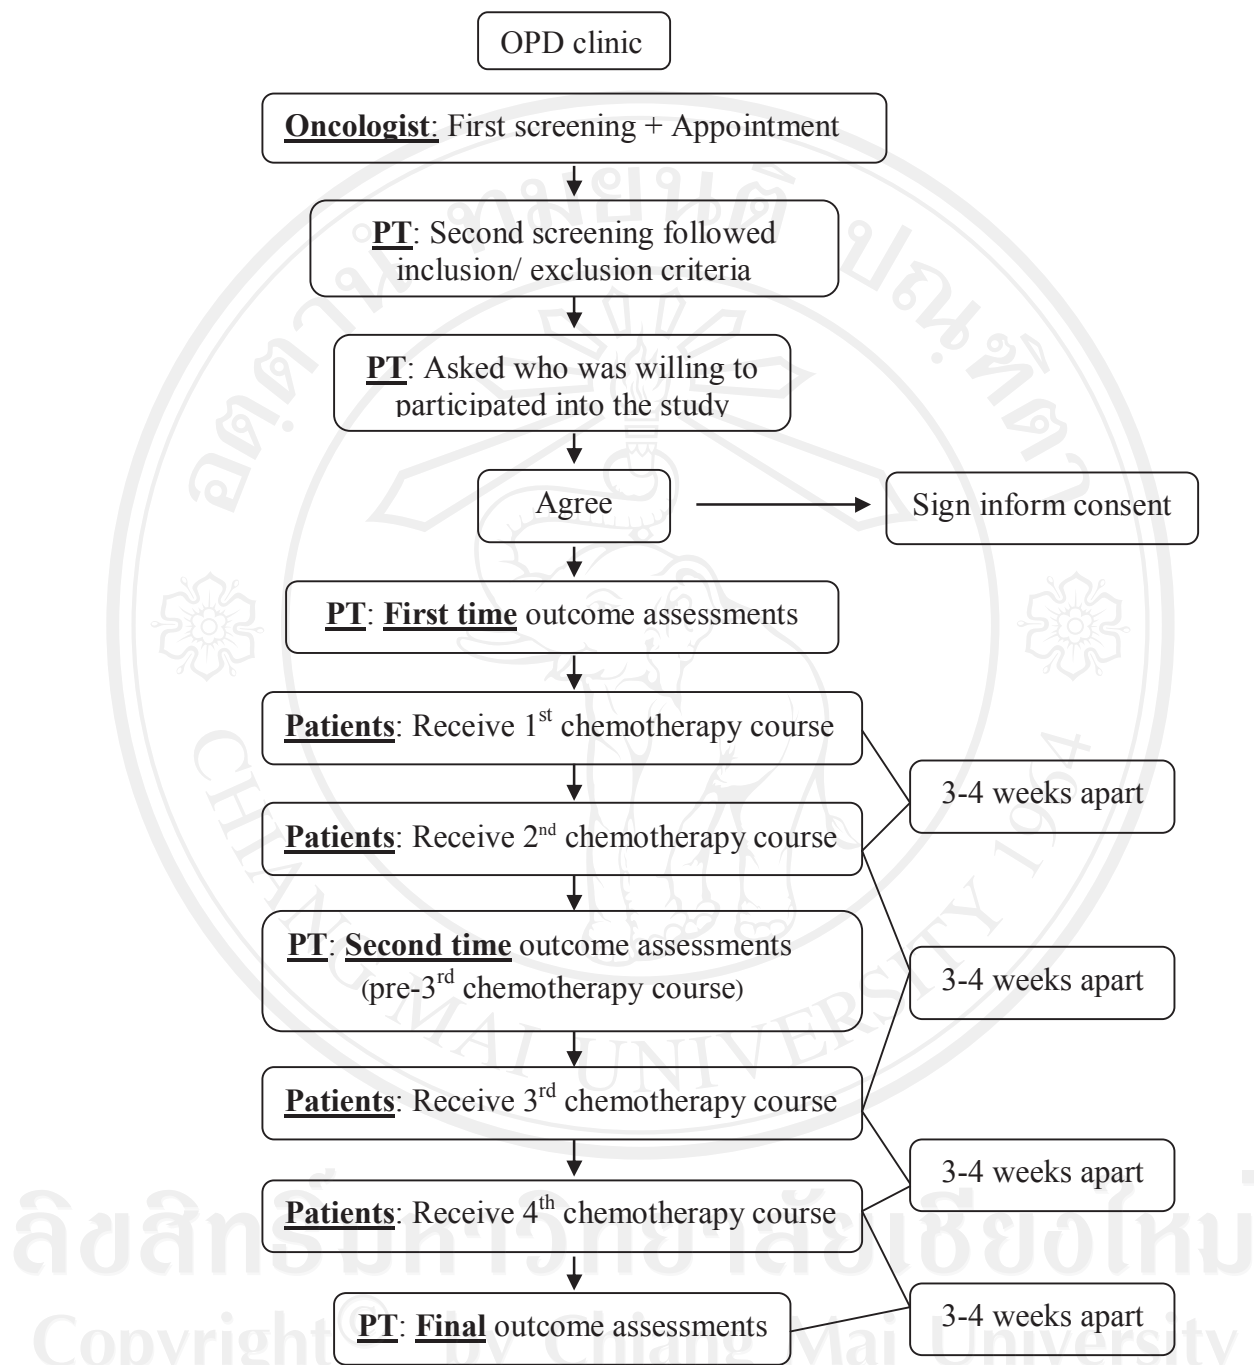 OPD clinic
Oncologist: First screening + Appointment
PT: Second screening followed
inclusion/ exclusion criteria
PT: Asked who was willing to
participated into the study
Agree
Sign inform consent
PT: First time outcome assessments
Patients: Receive 1st chemotherapy course
3-4 weeks apart
Patients: Receive 2nd chemotherapy course
PT: Second time outcome assessments
(pre-3rd chemotherapy course)
3-4 weeks apart
Patients: Receive 3rd chemotherapy course
3-4 weeks apart
Patients: Receive 4th chemotherapy course
3-4 weeks apart
PT: Final outcome assessments
CHIANG MAI UNIVERSITY 1964
ลิขสิทธิ์มหาวิทยาลัยเชียงใหม่
Copyright © by Chiang Mai University